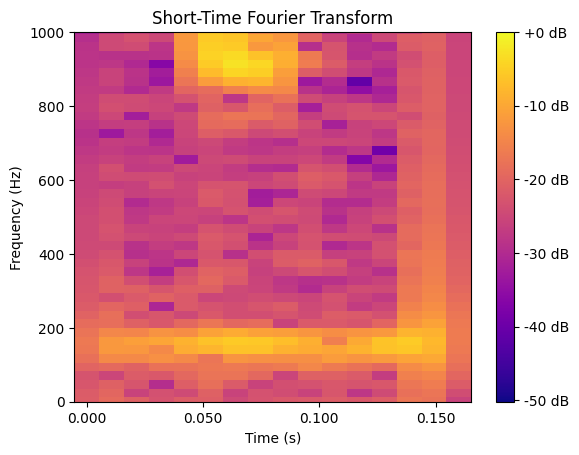 Short-Time Fourier Transform
Frequency (Hz)
1000
800
600
400
200
0
0.000
0.050
0.100
0.150
Time (s)
+0 dB
-10 dB
-20 dB
-30 dB
-40 dB
-50 dB